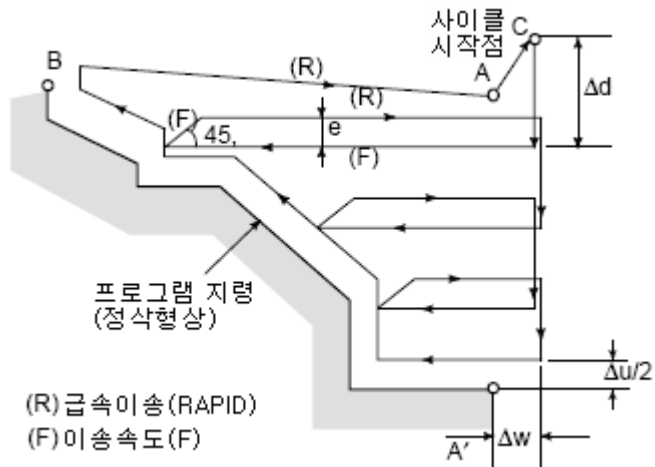 사이클
시작점
C
B
A
(R)
(R)
Δd
(F)
45,
e
(F)
프로그램 지령
(정삭형상)
Δu/2
(R)급속이송(RAPID)
(F)이송속도(F)
A′
Δw